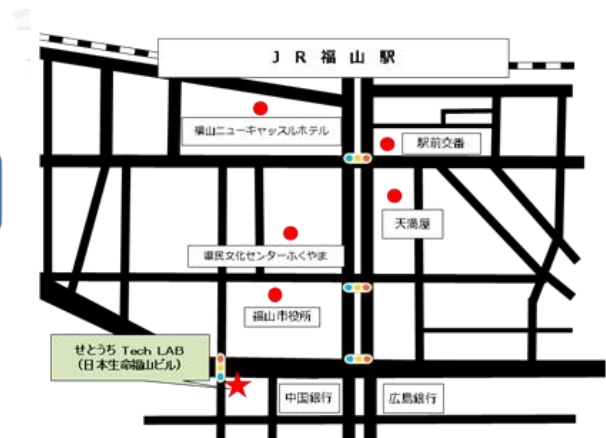 JR福山駅
福山ニューキャッスルホテル
駅前交番
天満屋
県民文化センターふくやま
福山市役所
せとうち Tech LAB
(日本生命福山ビル)
中国銀行
広島銀行